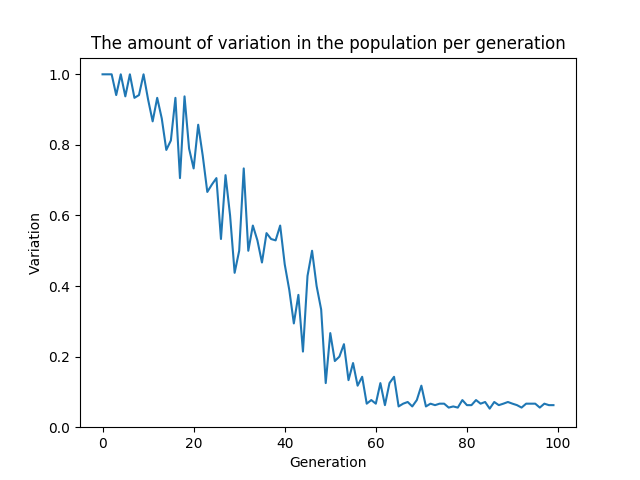 The amount of variation in the population per generation
1.0
0.8
0.6
0.4
0.2
0.0
Variation
0 20 40 60 80 100
Generation